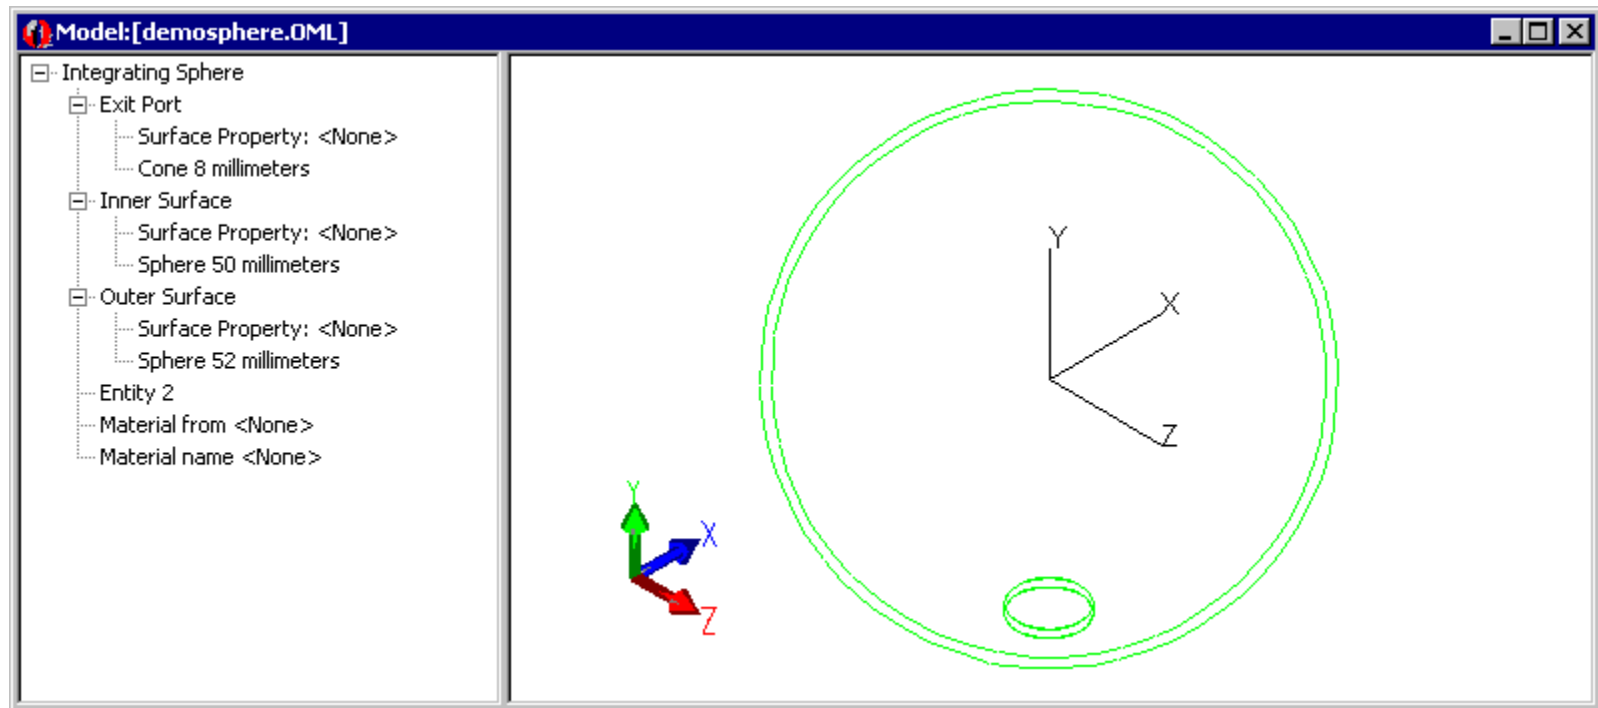 Model:[demosphere.OML]
Integrating Sphere
Exit Port
Surface Property: <None>
Cone 8 millimeters
Inner Surface
Surface Property: <None>
Sphere 50 millimeters
Outer Surface
Surface Property: <None>
Sphere 52 millimeters
Entity 2
Material from <None>
Material name <None>
Y
X
Z
Y
X
Z